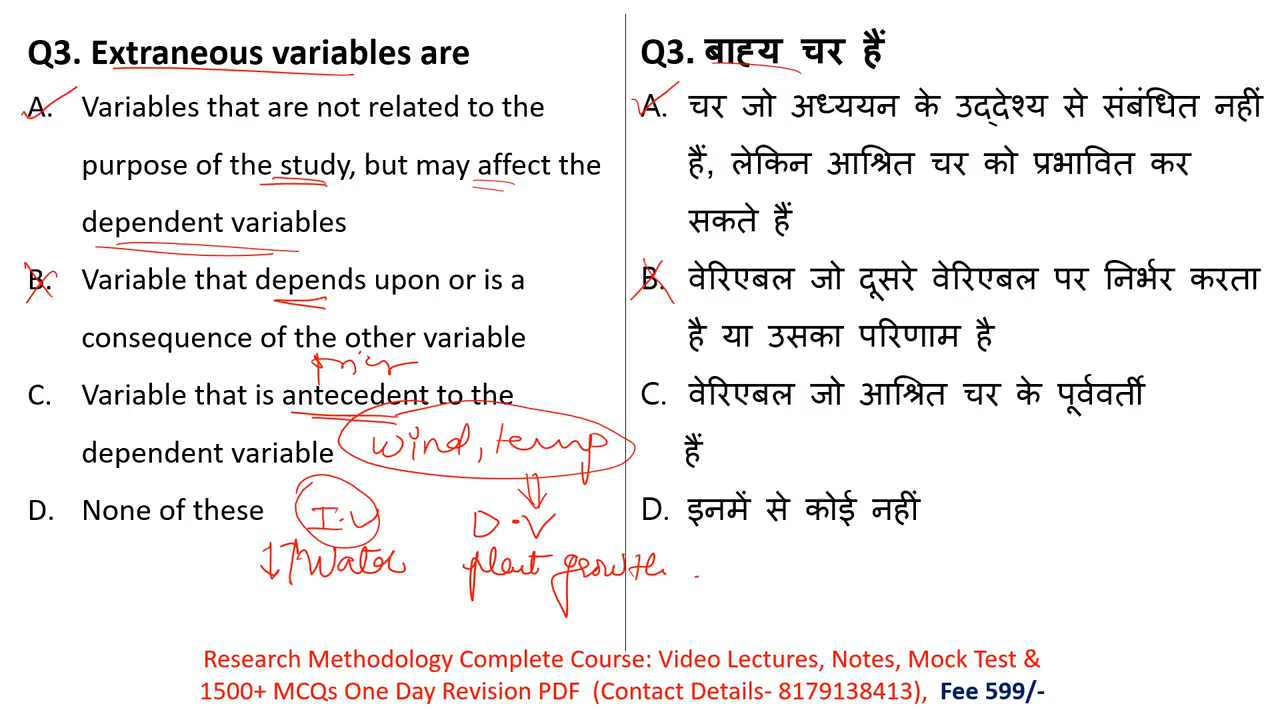 Q3. Extraneous variables are
A. Variables that are not related to the
purpose of the study, but may affect the
dependent variables
B. Variable that depends upon or is a
consequence of the other variable
prior
C. Variable that is antecedent to the
wind, temp
dependent variable
D. None of these
I.V
D.V
↓↑ Water
plant growth
Q3. बाह्य चर हैं
A. चर जो अध्ययन के उद्देश्य से संबंधित नहीं
हैं, लेकिन आश्रित चर को प्रभावित कर
सकते हैं
B. वेरिएबल जो दूसरे वेरिएबल पर निर्भर करता
है या उसका परिणाम है
C. वेरिएबल जो आश्रित चर के पूर्ववर्ती
हैं
D. इनमें से कोई नहीं
Research Methodology Complete Course: Video Lectures, Notes, Mock Test &
1500+ MCQs One Day Revision PDF (Contact Details- 8179138413), Fee 599/-